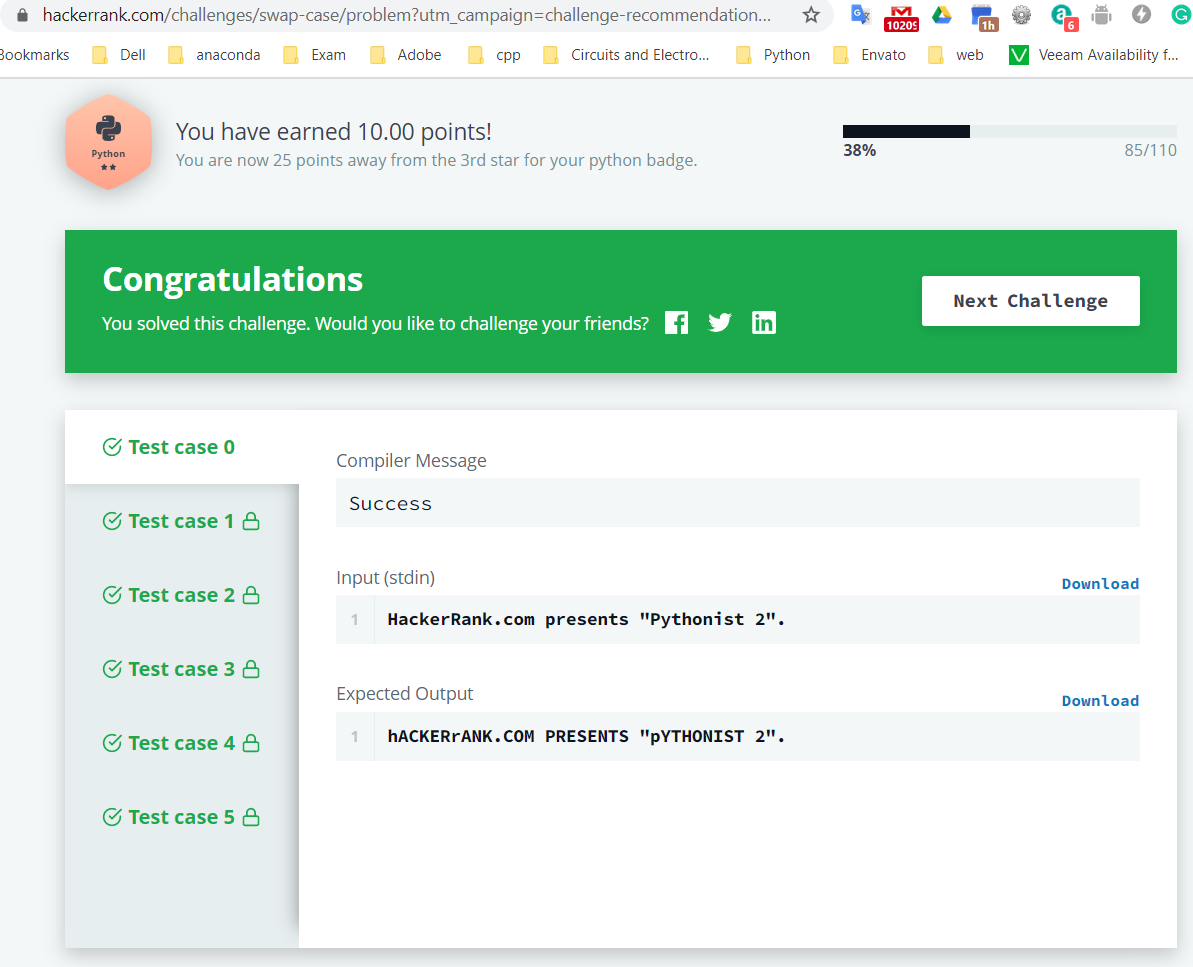 hackerrank.com/challenges/swap-case/problem?utm_campaign=challenge-recommendation...
10209
1h
6
Bookmarks Dell anaconda Exam Adobe cpp Circuits and Electro... Python Envato web Veeam Availability f...
Python
You have earned 10.00 points!
You are now 25 points away from the 3rd star for your python badge.
38% 85/110
Congratulations
You solved this challenge. Would you like to challenge your friends?
Next Challenge
Test case 0
Test case 1
Test case 2
Test case 3
Test case 4
Test case 5
Compiler Message
Success
Input (stdin)
Download
1 HackerRank.com presents "Pythonist 2".
Expected Output
Download
1 hACKERrANK.COM PRESENTS "pYTHONIST 2".